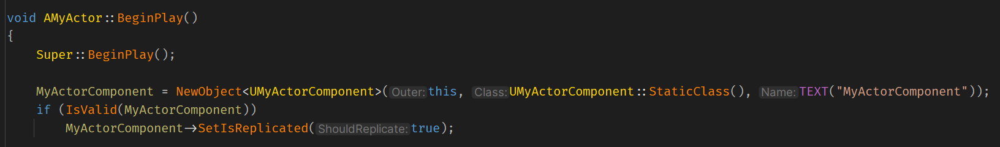 void AMyActor::BeginPlay()
{
    Super::BeginPlay();
    MyActorComponent = NewObject<UMyActorComponent>(Outer:this, Class:UMyActorComponent::StaticClass(), Name:TEXT("MyActorComponent"));
    if (IsValid(MyActorComponent))
        MyActorComponent->SetIsReplicated(ShouldReplicate:true);